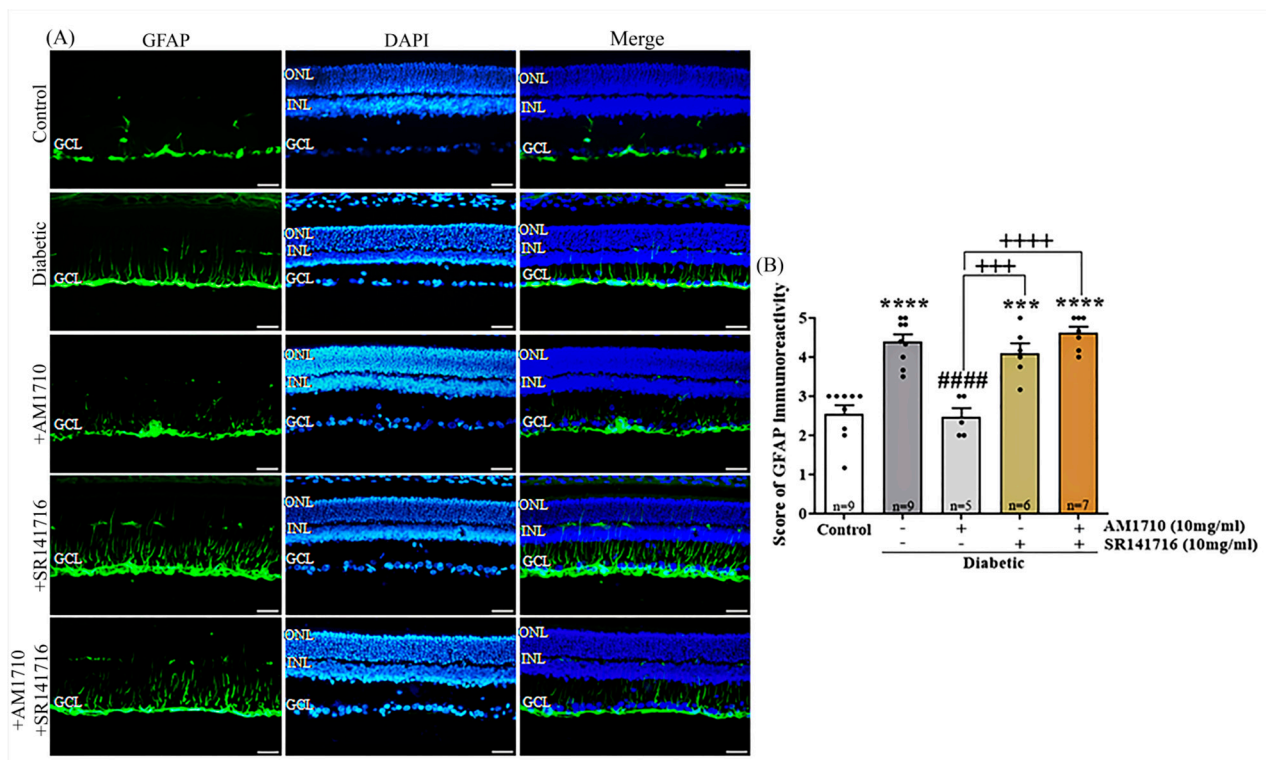 (A)
GFAP DAPI Merge
Control
GCL
ONL
INL
GCL
ONL
INL
GCL
Diabetic
GCL
ONL
INL
GCL
ONL
INL
GCL
+AM1710
GCL
ONL
INL
GCL
ONL
INL
GCL
+SR141716
GCL
ONL
INL
GCL
ONL
INL
GCL
+AM1710
+SR141716
GCL
ONL
INL
GCL
ONL
INL
GCL
(B)
++++
+++
**** *** ****
####
Score of GFAP immunoreactivity
5
4
3
2
1
0
n=9 n=9 n=5 n=6 n=7
Control - + - + AM1710 (10mg/ml)
- - + + SR141716 (10mg/ml)
Diabetic